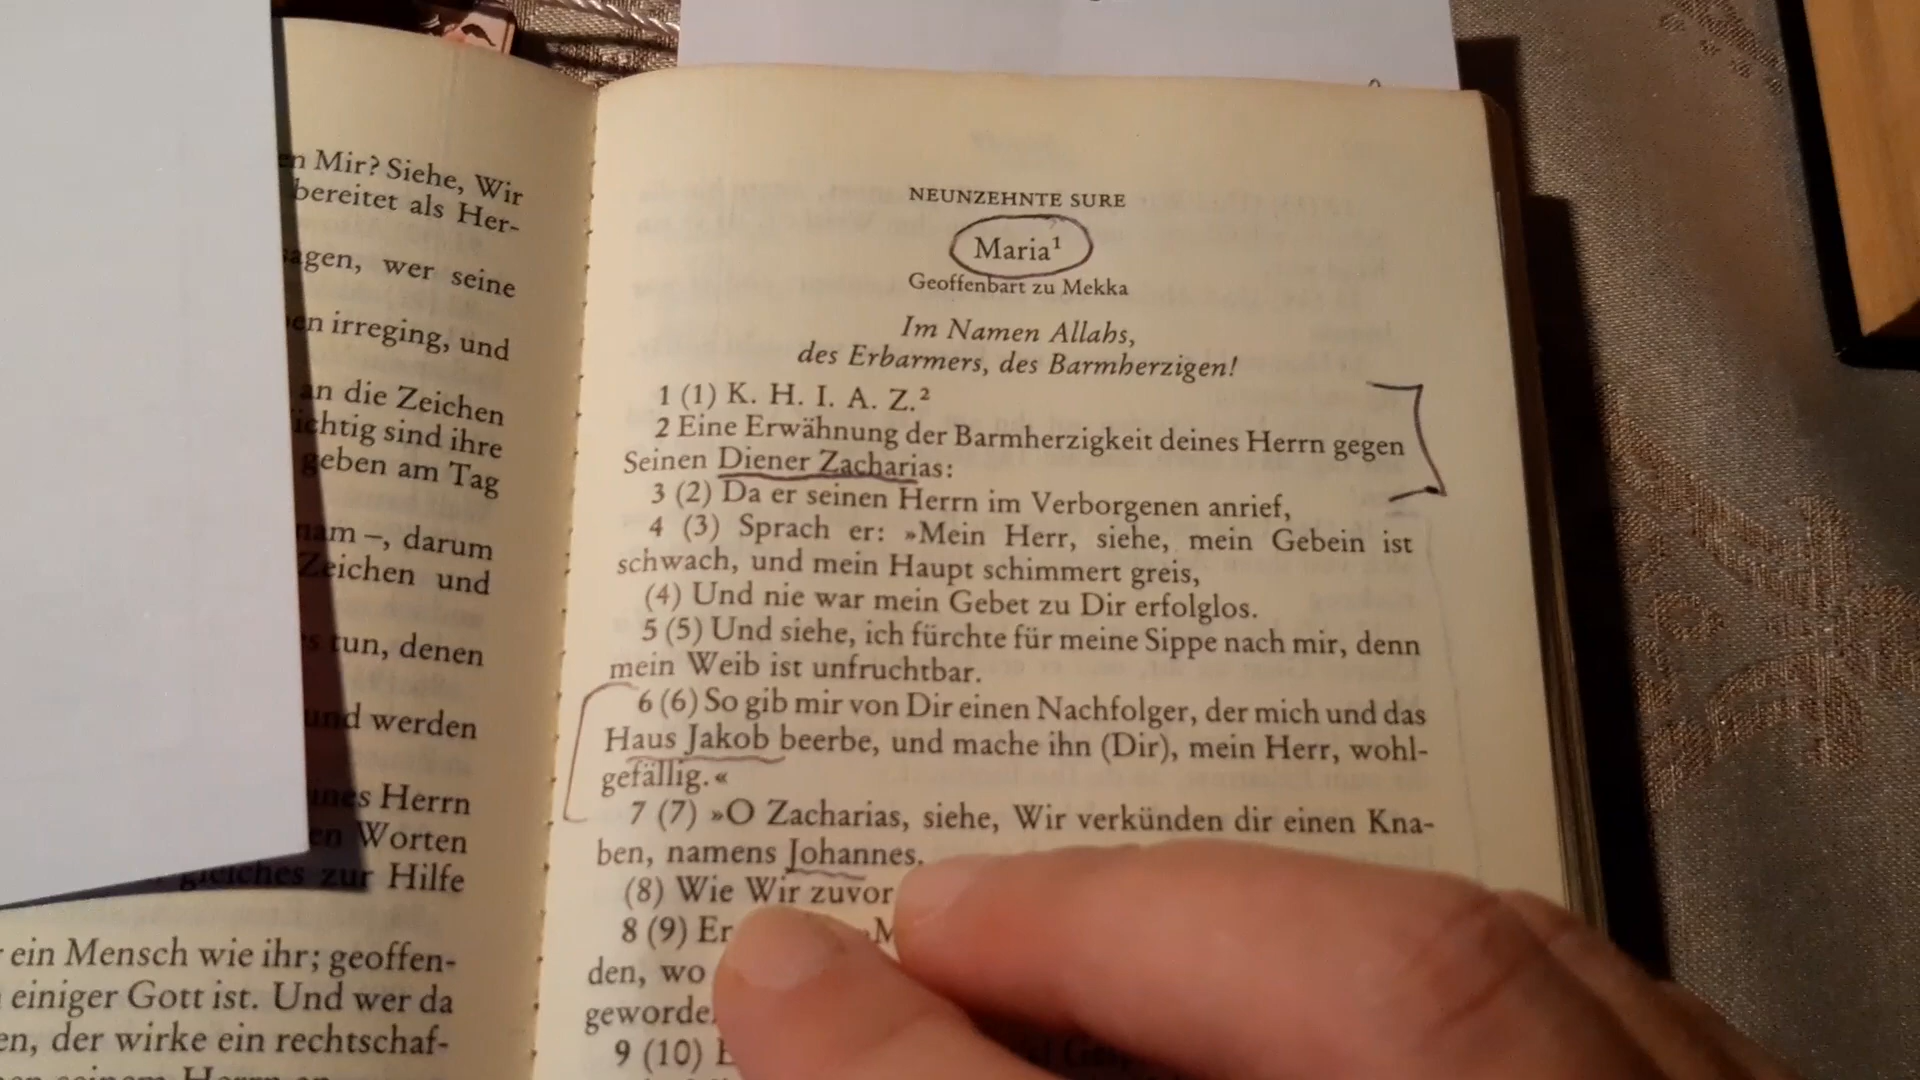 en Mir? Siehe, Wir
bereitet als Her-
agen, wer seine
en irreging, und
an die Zeichen
ichtig sind ihre
geben am Tag
nam –, darum
Zeichen und
s tun, denen
und werden
ines Herrn
en Worten
gleiches zur Hilfe
ein Mensch wie ihr; geoffen-
einiger Gott ist. Und wer da
en, der wirke ein rechtschaf-
NEUNZEHNTE SURE
Maria¹
Geoffenbart zu Mekka
Im Namen Allahs,
des Erbarmers, des Barmherzigen!
1 (1) K. H. I. A. Z.²
2 Eine Erwähnung der Barmherzigkeit deines Herrn gegen
Seinen Diener Zacharias:
3 (2) Da er seinen Herrn im Verborgenen anrief,
4 (3) Sprach er: »Mein Herr, siehe, mein Gebein ist
schwach, und mein Haupt schimmert greis,
(4) Und nie war mein Gebet zu Dir erfolglos.
5 (5) Und siehe, ich fürchte für meine Sippe nach mir, denn
mein Weib ist unfruchtbar.
6 (6) So gib mir von Dir einen Nachfolger, der mich und das
Haus Jakob beerbe, und mache ihn (Dir), mein Herr, wohl-
gefällig.«
7 (7) »O Zacharias, siehe, Wir verkünden dir einen Kna-
ben, namens Johannes.
(8) Wie Wir zuvor
8 (9) Er
den, wo
geworde
9 (10)